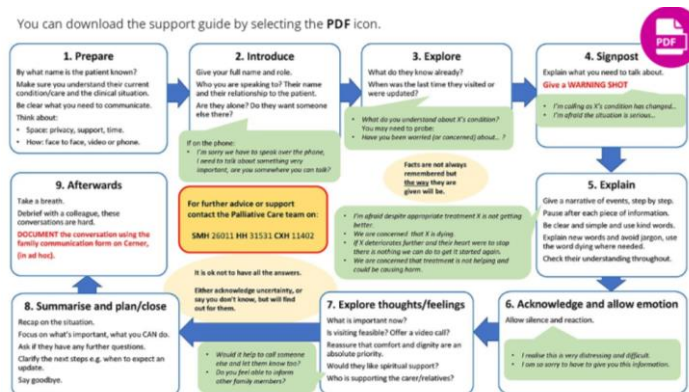 You can download the support guide by selecting the PDF icon.
PDF
1. Prepare
By what name is the patient known?
Make sure you understand their current
condition/care and the clinical situation.
Be clear what you need to communicate.
Think about:
• Space: privacy, support, time.
• How: face to face, video or phone.
2. Introduce
Give your full name and role.
Who you are speaking to? Their name
and their relationship to the patient.
Are they alone? Do they want someone
else there?
If on the phone:
• I'm sorry we have to speak over the phone,
I need to talk about something very
important, are you somewhere you can talk?
3. Explore
What do they know already?
When was the last time they visited or
were updated?
• What do you understand about X's condition?
You may need to probe:
• Have you been worried (or concerned) about... ?
4. Signpost
Explain what you need to talk about.
Give a WARNING SHOT
• I'm calling as X's condition has changed...
• I'm afraid the situation is serious...
Facts are not always
remembered but
the way they are
given will be.
5. Explain
Give a narrative of events, step by step.
Pause after each piece of information.
Be clear and simple and use kind words.
Explain new words and avoid jargon, use
the word dying where needed.
Check their understanding throughout.
• I'm afraid despite appropriate treatment X is not getting
better.
• We are concerned that X is dying.
• If X deteriorates further and their heart were to stop
there is nothing we can do to get it started again.
• We are concerned that treatment is not helping and
could be causing harm.
6. Acknowledge and allow emotion
Allow silence and reaction.
• I realise this is very distressing and difficult.
• I am so sorry to have to give you this information.
7. Explore thoughts/feelings
What is important now?
Is visiting feasible? Offer a video call?
Reassure that comfort and dignity are an
absolute priority.
Would they like spiritual support?
Who is supporting the carer/relatives?
• Would it help to call someone
else and let them know too?
• Do you feel able to inform
other family members?
8. Summarise and plan/close
Recap on the situation.
Focus on what's important, what you CAN do.
Ask if they have any further questions.
Clarify the next steps e.g. when to expect an
update.
Say goodbye.
It is ok not to have all the answers.
Either acknowledge uncertainty, or
say you don't know, but will find
out for them.
9. Afterwards
Take a breath.
Debrief with a colleague, these
conversations are hard.
DOCUMENT the conversation using the
family communication form on Cerner,
(in ad hoc).
For further advice or support
contact the Palliative Care team on:
SMH 26011 HH 31531 CXH 11402